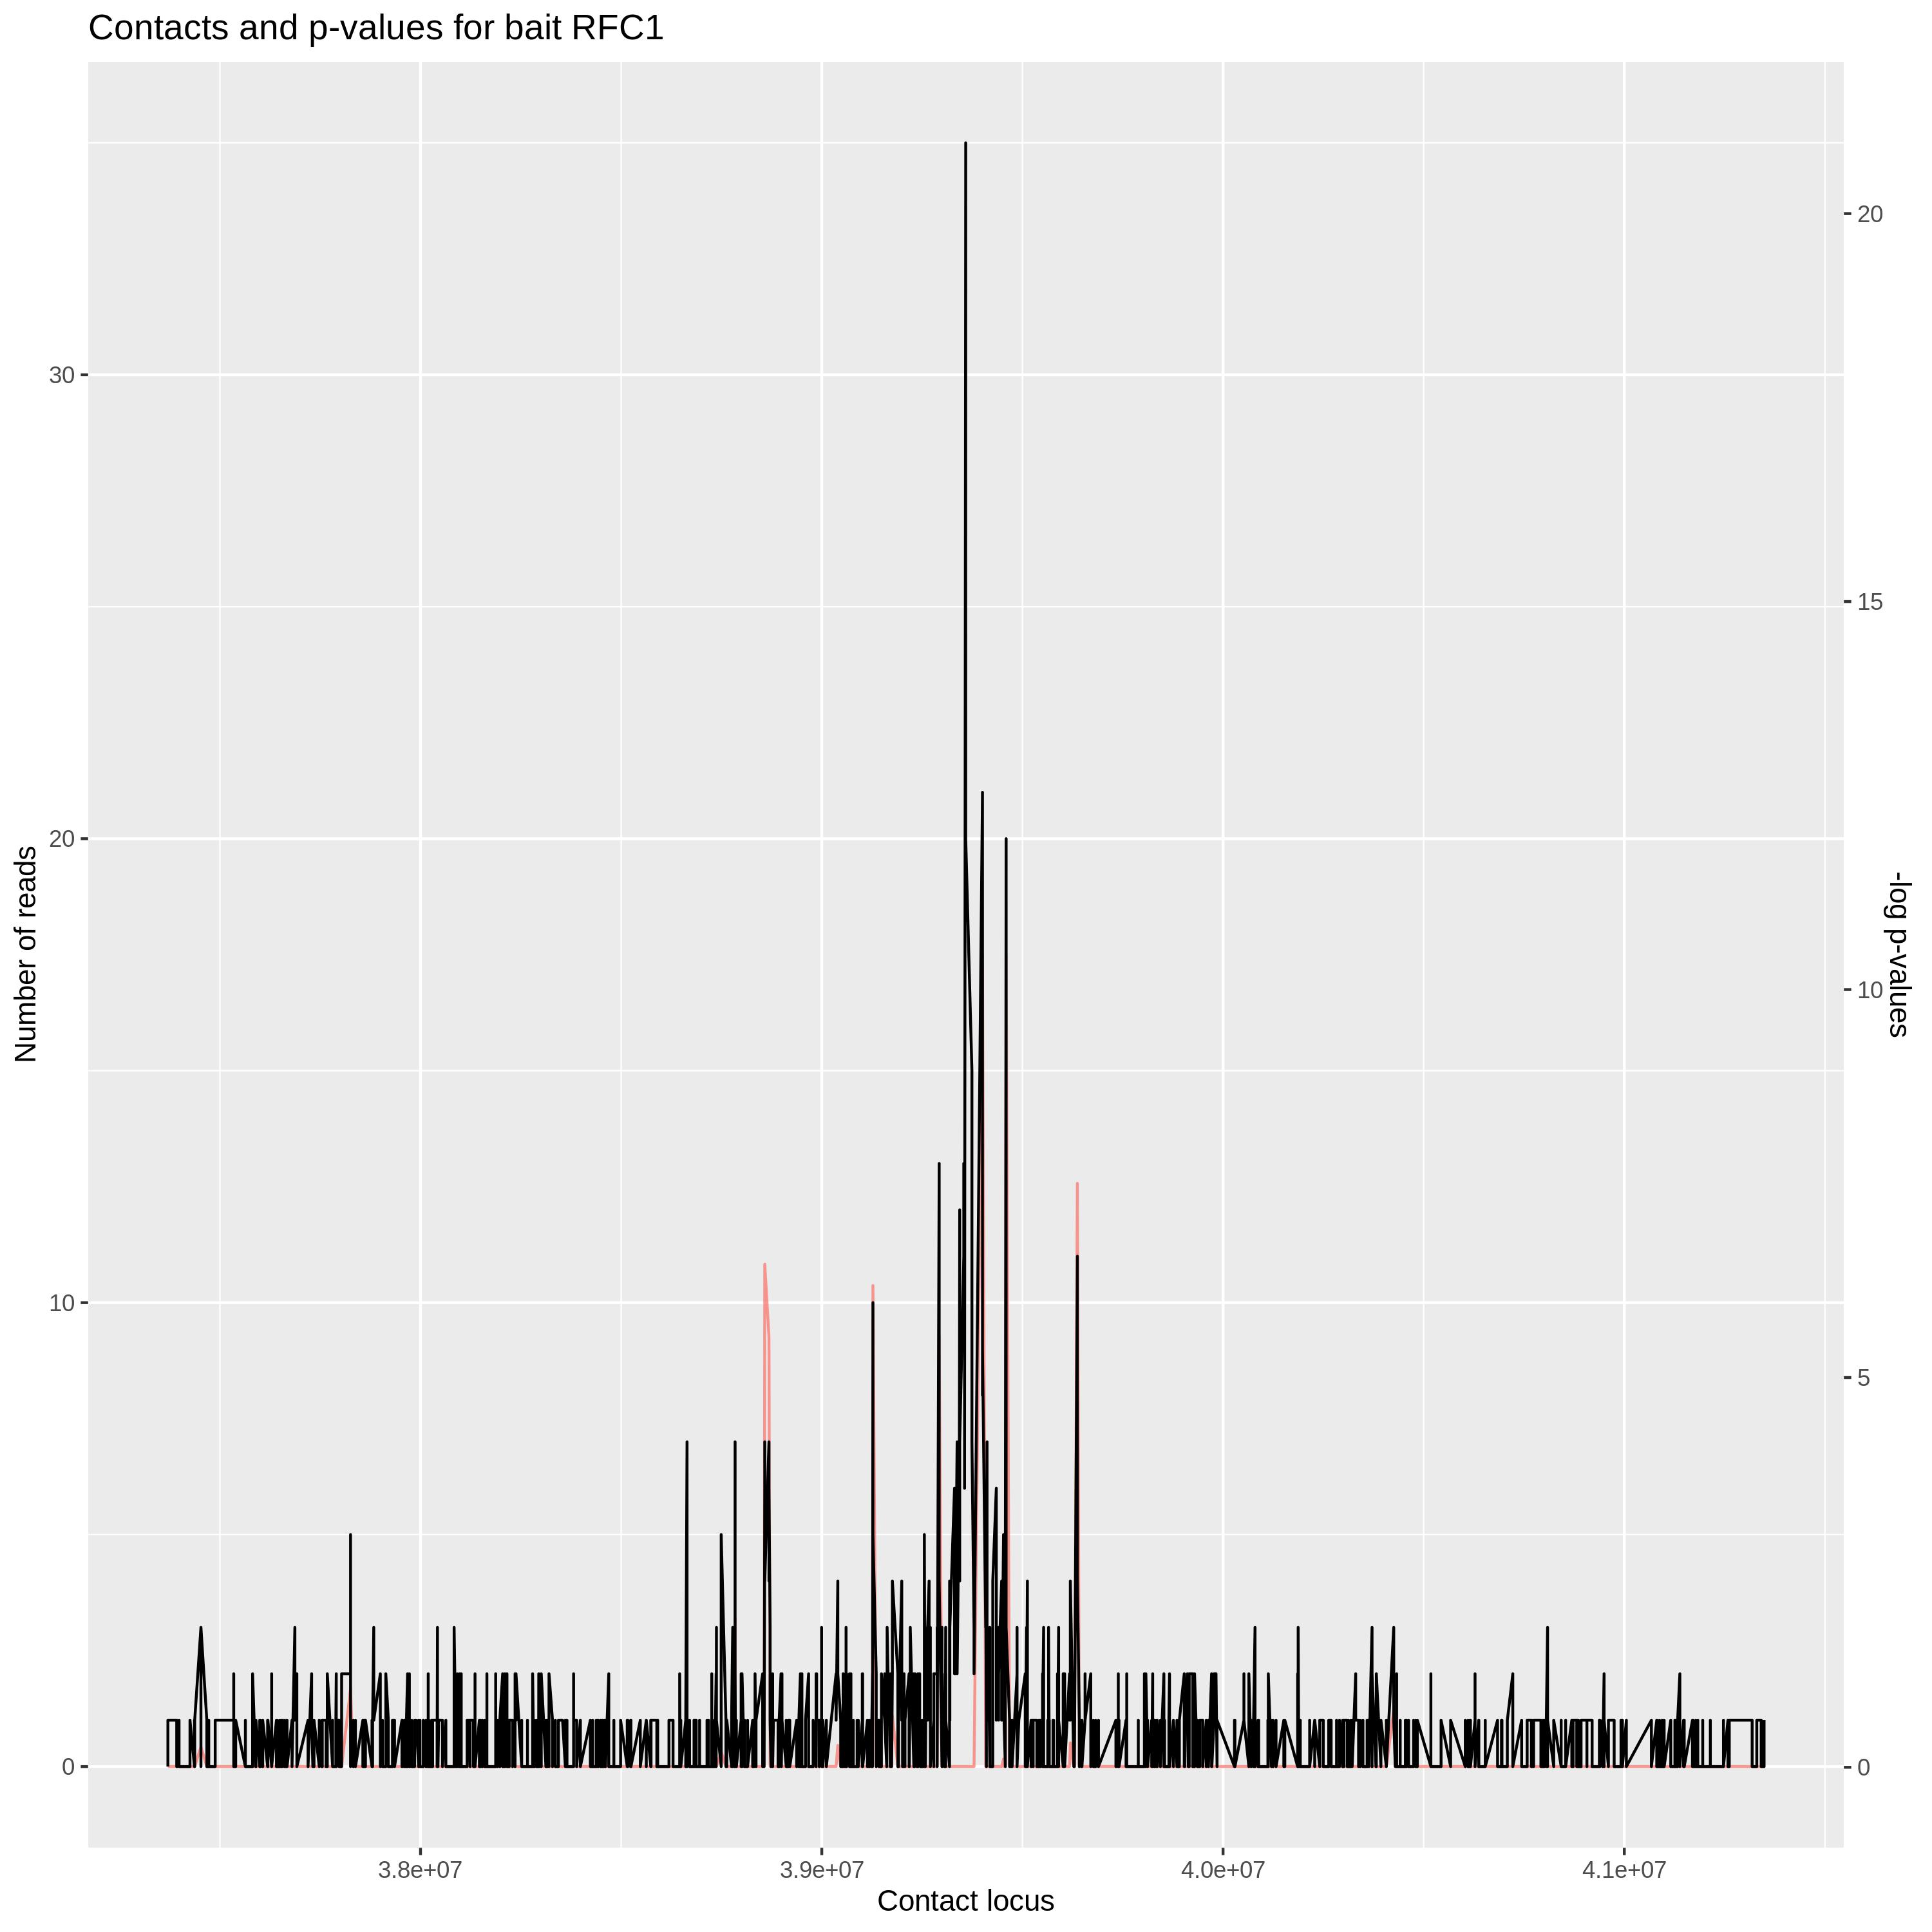 Contacts and p-values for bait RFC1
30
20
10
0
Number of reads
20
15
10
5
0
-log p-values
3.8e+07 3.9e+07 4.0e+07 4.1e+07
Contact locus